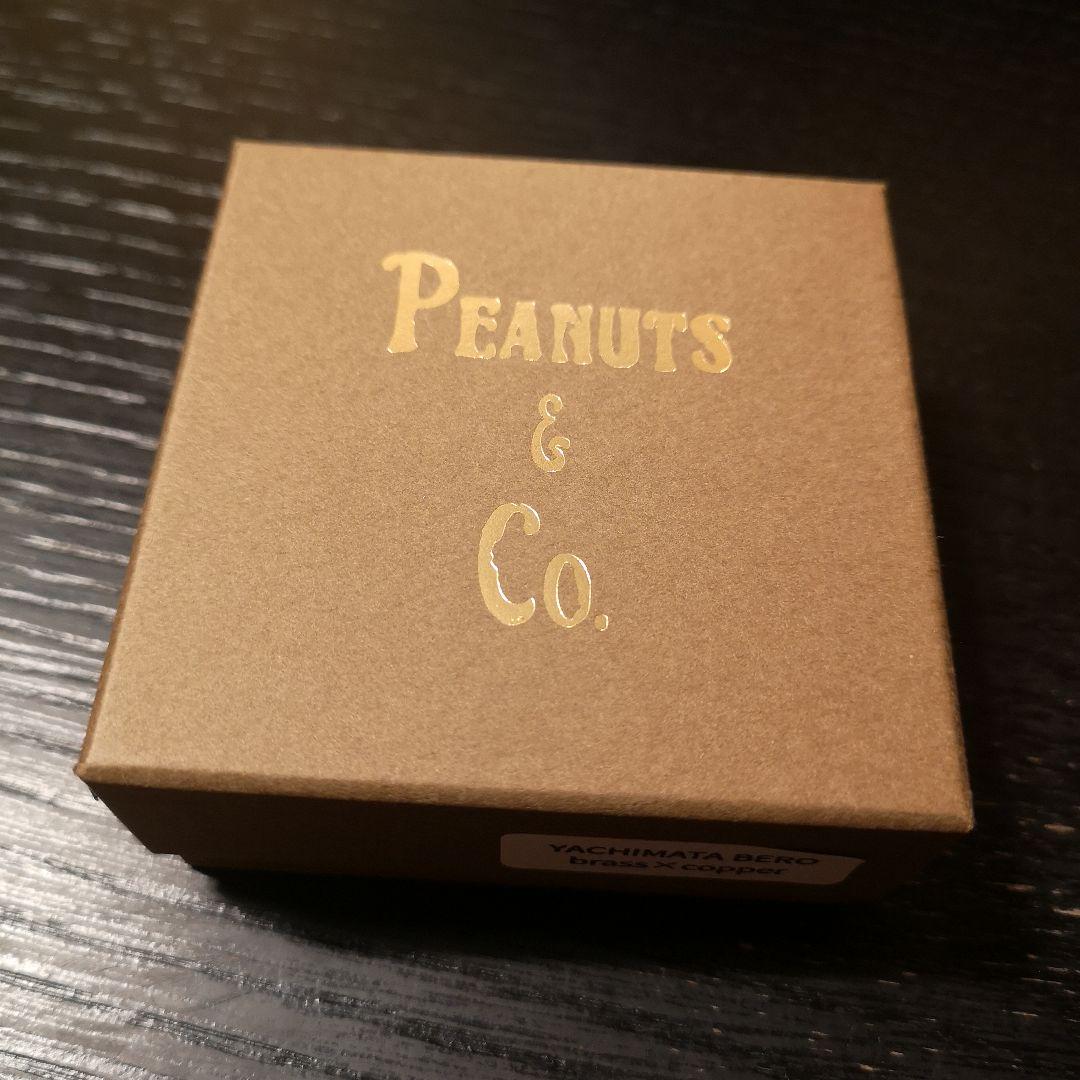 PEANUTS
&
Co.
YACHIMATA BERO
brass×copper